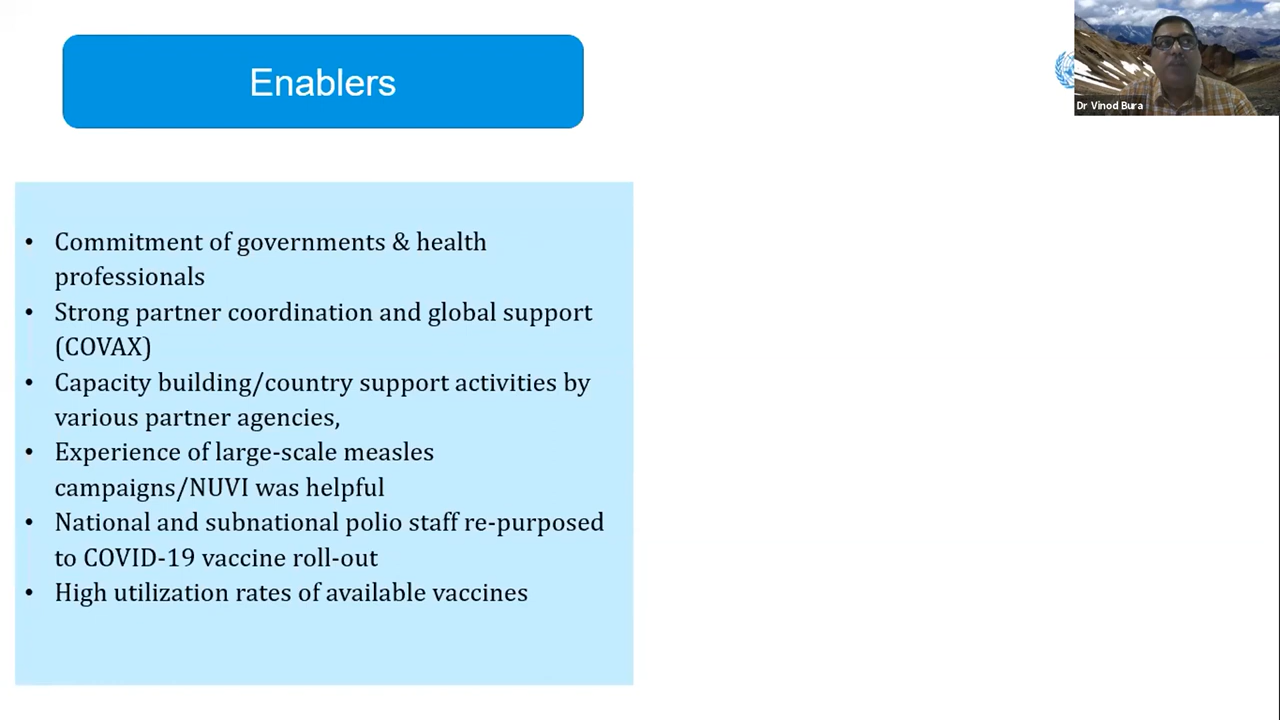 Enablers
Dr Vinod Bura
• Commitment of governments & health
professionals
• Strong partner coordination and global support
(COVAX)
• Capacity building/country support activities by
various partner agencies,
• Experience of large-scale measles
campaigns/NUVI was helpful
• National and subnational polio staff re-purposed
to COVID-19 vaccine roll-out
• High utilization rates of available vaccines